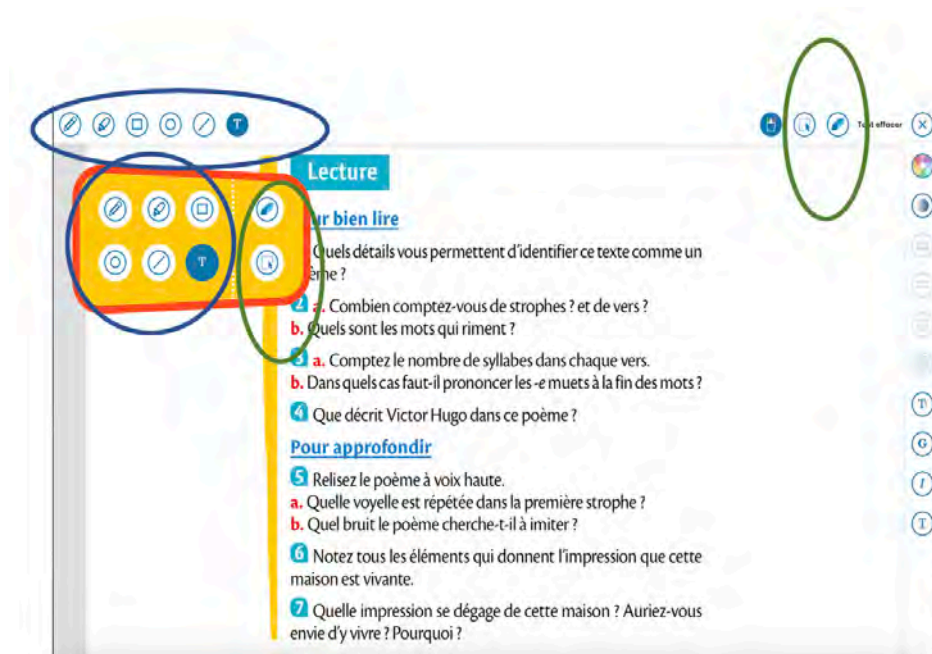 T
Tout effacer
Lecture
T
bien lire
Quels détails vous permettent d'identifier ce texte comme un
2 a. Combien comptez-vous de strophes ? et de vers ?
b. Quels sont les mots qui riment ?
3 a. Comptez le nombre de syllabes dans chaque vers.
b. Dans quels cas faut-il prononcer les -e muets à la fin des mots ?
4 Que décrit Victor Hugo dans ce poème ?
Pour approfondir
5 Relisez le poème à voix haute.
a. Quelle voyelle est répétée dans la première strophe ?
b. Quel bruit le poème cherche-t-il à imiter ?
6 Notez tous les éléments qui donnent l'impression que cette
maison est vivante.
7 Quelle impression se dégage de cette maison ? Auriez-vous
envie d'y vivre ? Pourquoi ?
T
G
I
T